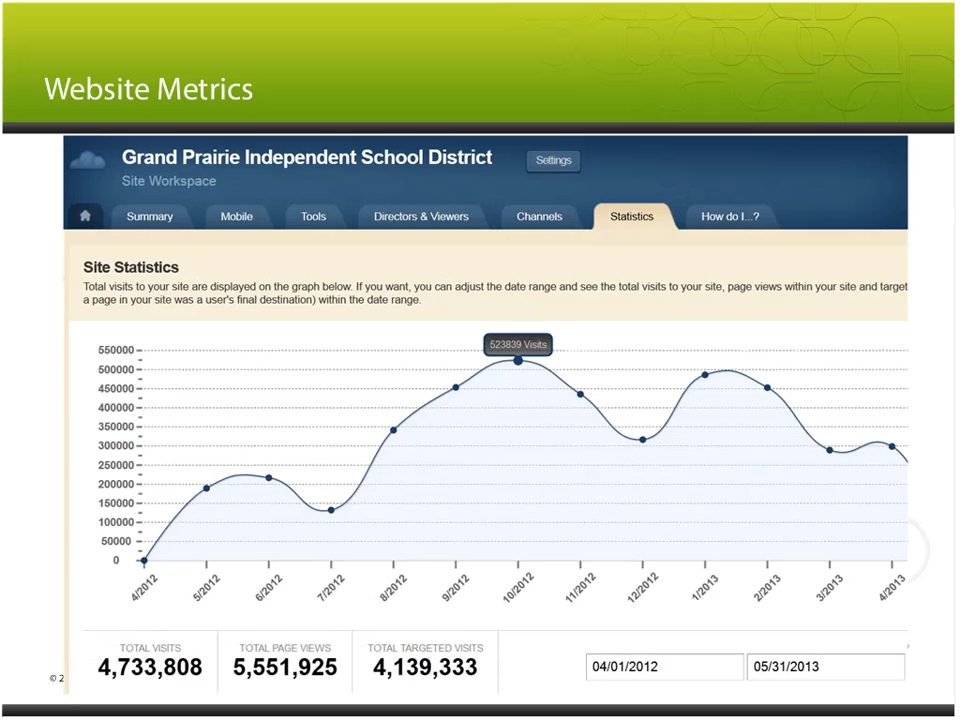 Website Metrics
Grand Prairie Independent School District
Settings
Site Workspace
Summary
Mobile
Tools
Directors & Viewers
Channels
Statistics
How do I...?
Site Statistics
Total visits to your site are displayed on the graph below. If you want, you can adjust the date range and see the total visits to your site, page views within your site and target
a page in your site was a user's final destination) within the date range.
523839 Visits
550000
500000
450000
400000
350000
300000
250000
200000
150000
100000
50000
0
4/2012
5/2012
6/2012
7/2012
8/2012
9/2012
10/2012
11/2012
12/2012
1/2013
2/2013
3/2013
4/2013
TOTAL VISITS
4,733,808
TOTAL PAGE VIEWS
5,551,925
TOTAL TARGETED VISITS
4,139,333
04/01/2012
05/31/2013
© 2